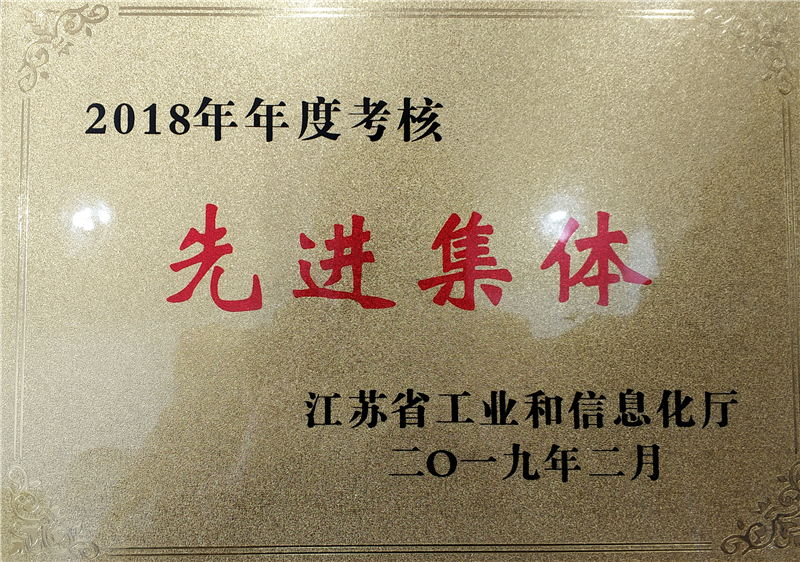 2018年年度考核
先进集体
江苏省工业和信息化厅
二O一九年二月